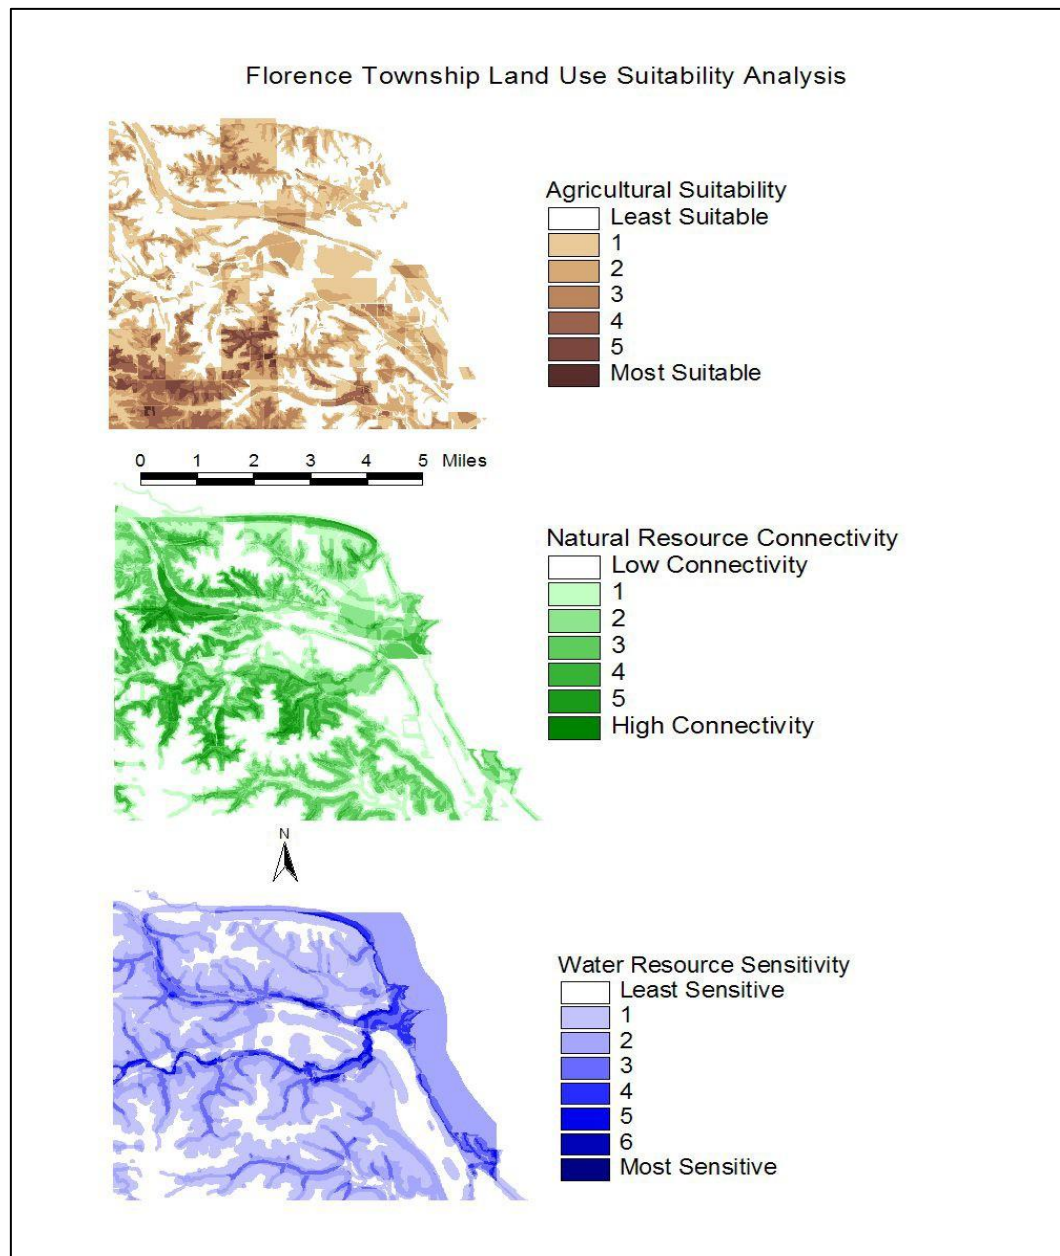 Florence Township Land Use Suitability Analysis
Agricultural Suitability
Least Suitable
1
2
3
4
5
Most Suitable
0 1 2 3 4 5 Miles
Natural Resource Connectivity
Low Connectivity
1
2
3
4
5
High Connectivity
N
Water Resource Sensitivity
Least Sensitive
1
2
3
4
5
6
Most Sensitive